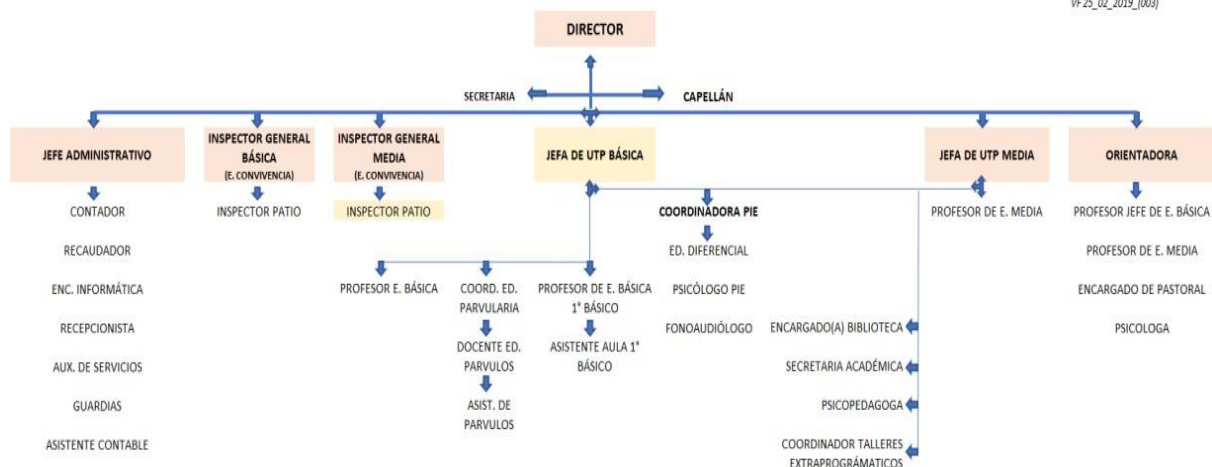 VF 25_02_2019_(003)
DIRECTOR
SECRETARIA
CAPELLÁN
JEFE ADMINISTRATIVO
INSPECTOR GENERAL
BÁSICA
(E. CONVIVENCIA)
INSPECTOR GENERAL
MEDIA
(E. CONVIVENCIA)
JEFA DE UTP BÁSICA
JEFA DE UTP MEDIA
ORIENTADORA
CONTADOR
RECAUDADOR
ENC. INFORMÁTICA
RECEPCIONISTA
AUX. DE SERVICIOS
GUARDIAS
ASISTENTE CONTABLE
INSPECTOR PATIO
INSPECTOR PATIO
PROFESOR E. BÁSICA
COORD. ED.
PARVULARIA
DOCENTE ED.
PARVULOS
ASIST. DE
PARVULOS
PROFESOR DE E. BÁSICA
1° BÁSICO
ASISTENTE AULA 1°
BÁSICO
COORDINADORA PIE
ED. DIFERENCIAL
PSICÓLOGO PIE
FONOAUDIÓLOGO
ENCARGADO(A) BIBLIOTECA
SECRETARIA ACADÉMICA
PSICOPEDAGOGA
COORDINADOR TALLERES
EXTRAPROGRÁMATICOS
PROFESOR DE E. MEDIA
PROFESOR JEFE DE E. BÁSICA
PROFESOR DE E. MEDIA
ENCARGADO DE PASTORAL
PSICOLOGA